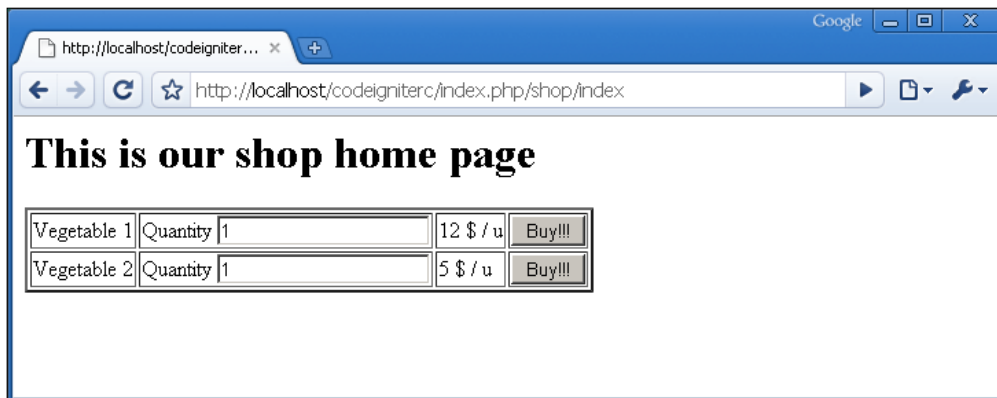 Google
http://localhost/codeigniter...
http://localhost/codeigniterc/index.php/shop/index
This is our shop home page
Vegetable 1 Quantity 1 12 $ / u Buy!!!
Vegetable 2 Quantity 1 5 $ / u Buy!!!